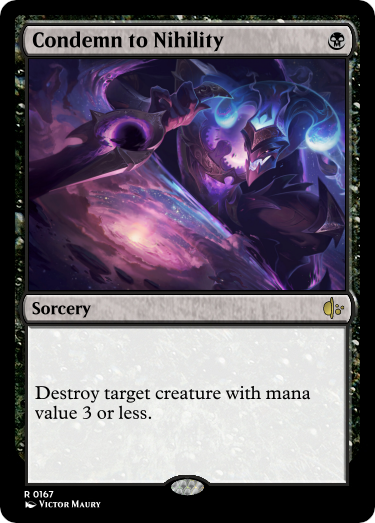 Condemn to Nihility
Sorcery
Destroy target creature with mana
value 3 or less.
R 0167
Victor Maury